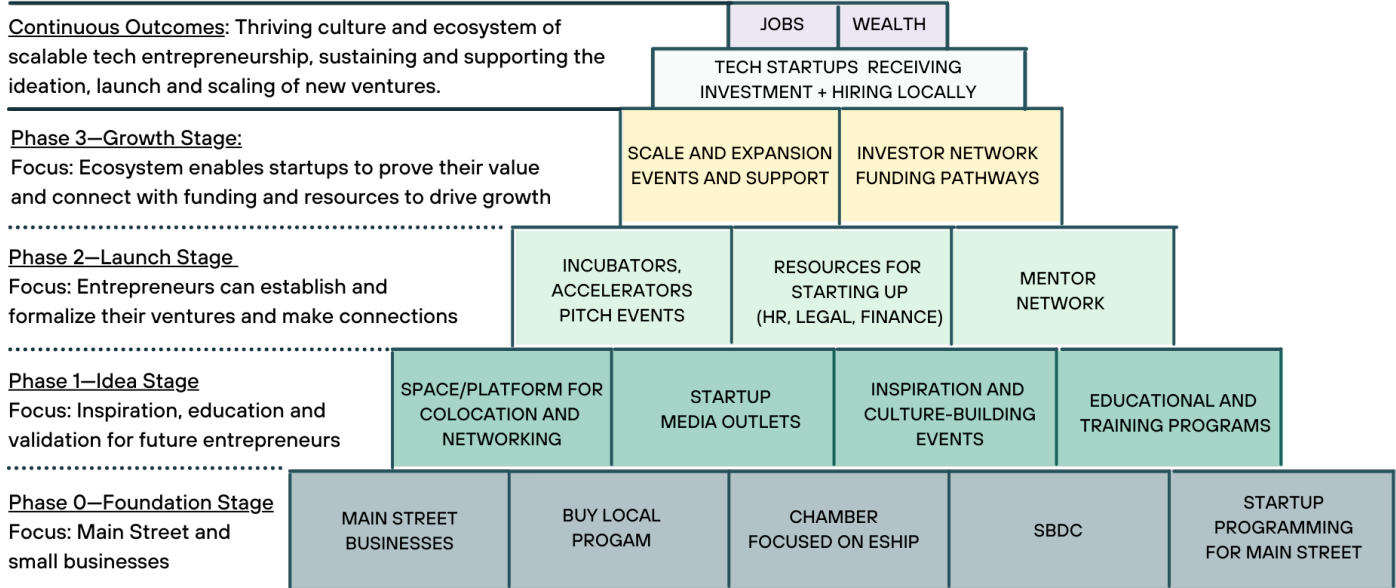 Continuous Outcomes: Thriving culture and ecosystem of
scalable tech entrepreneurship, sustaining and supporting the
ideation, launch and scaling of new ventures.
JOBS
WEALTH
TECH STARTUPS RECEIVING
INVESTMENT + HIRING LOCALLY
Phase 3—Growth Stage:
Focus: Ecosystem enables startups to prove their value
and connect with funding and resources to drive growth
SCALE AND EXPANSION
EVENTS AND SUPPORT
INVESTOR NETWORK
FUNDING PATHWAYS
Phase 2—Launch Stage
Focus: Entrepreneurs can establish and
formalize their ventures and make connections
INCUBATORS,
ACCELERATORS
PITCH EVENTS
RESOURCES FOR
STARTING UP
(HR, LEGAL, FINANCE)
MENTOR
NETWORK
Phase 1—Idea Stage
Focus: Inspiration, education and
validation for future entrepreneurs
SPACE/PLATFORM FOR
COLOCATION AND
NETWORKING
STARTUP
MEDIA OUTLETS
INSPIRATION AND
CULTURE-BUILDING
EVENTS
EDUCATIONAL AND
TRAINING PROGRAMS
Phase 0—Foundation Stage
Focus: Main Street and
small businesses
MAIN STREET
BUSINESSES
BUY LOCAL
PROGAM
CHAMBER
FOCUSED ON ESHIP
SBDC
STARTUP
PROGRAMMING
FOR MAIN STREET